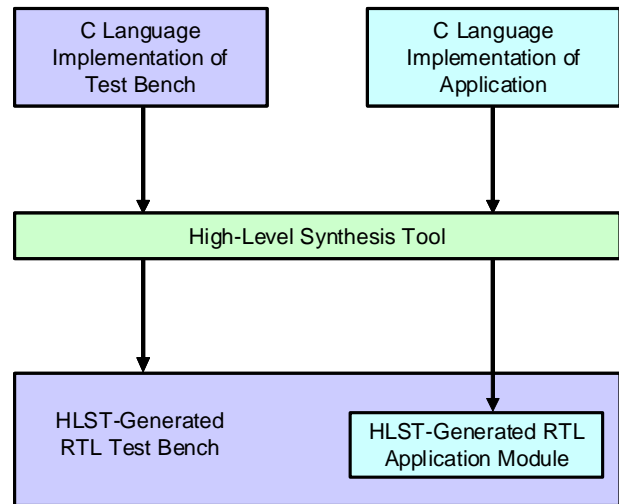 C Language
Implementation of
Test Bench
C Language
Implementation of
Application
High-Level Synthesis Tool
HLST-Generated
RTL Test Bench
HLST-Generated RTL
Application Module